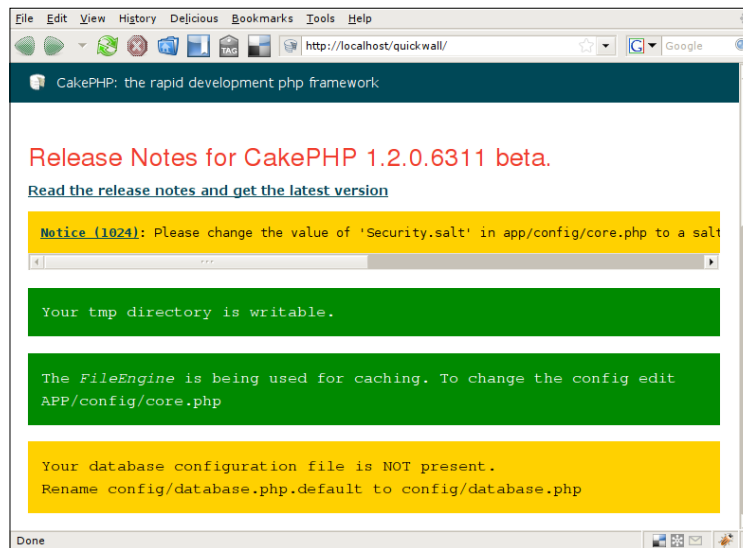 File Edit View History Delicious Bookmarks Tools Help
TAG http://localhost/quickwall/ G Google
CakePHP: the rapid development php framework
Release Notes for CakePHP 1.2.0.6311 beta.
Read the release notes and get the latest version
Notice (1024): Please change the value of 'Security.salt' in app/config/core.php to a salt
Your tmp directory is writable.
The FileEngine is being used for caching. To change the config edit
APP/config/core.php
Your database configuration file is NOT present.
Rename config/database.php.default to config/database.php
Done